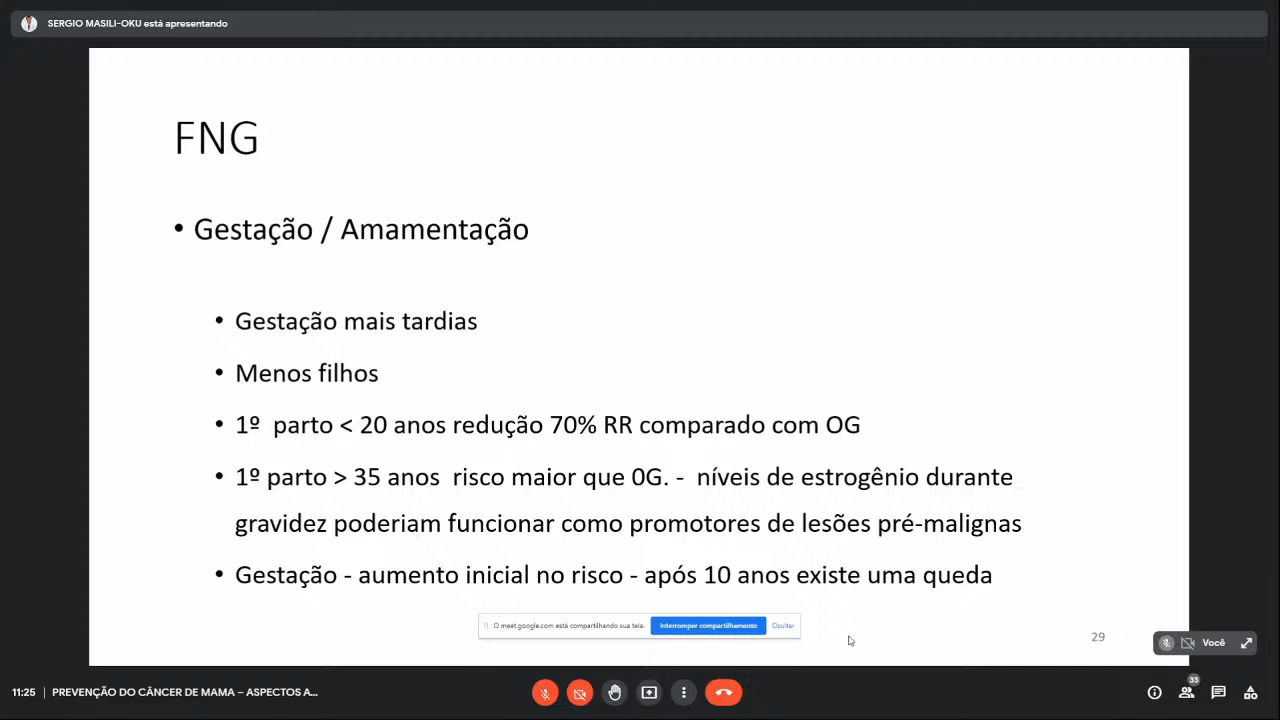 SERGIO MASILI-OKU está apresentando
FNG
• Gestação / Amamentação
• Gestação mais tardias
• Menos filhos
• 1º parto < 20 anos redução 70% RR comparado com OG
• 1º parto > 35 anos risco maior que 0G. - níveis de estrogênio durante
gravidez poderiam funcionar como promotores de lesões pré-malignas
• Gestação - aumento inicial no risco - após 10 anos existe uma queda
O meet.google.com está compartilhando sua tela.
Interromper compartilhamento
Ocultar
29
Você
11:25 | PREVENÇÃO DO CÂNCER DE MAMA – ASPECTOS A...
33